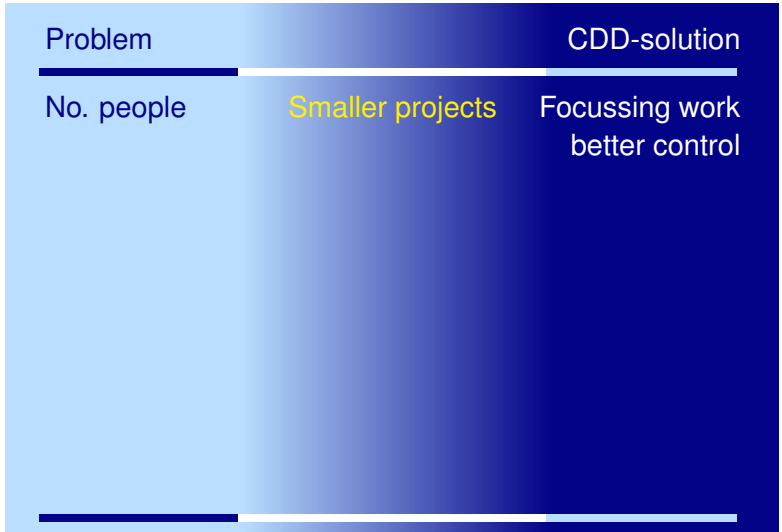 Problem CDD-solution
No. people Smaller projects Focussing work
better control